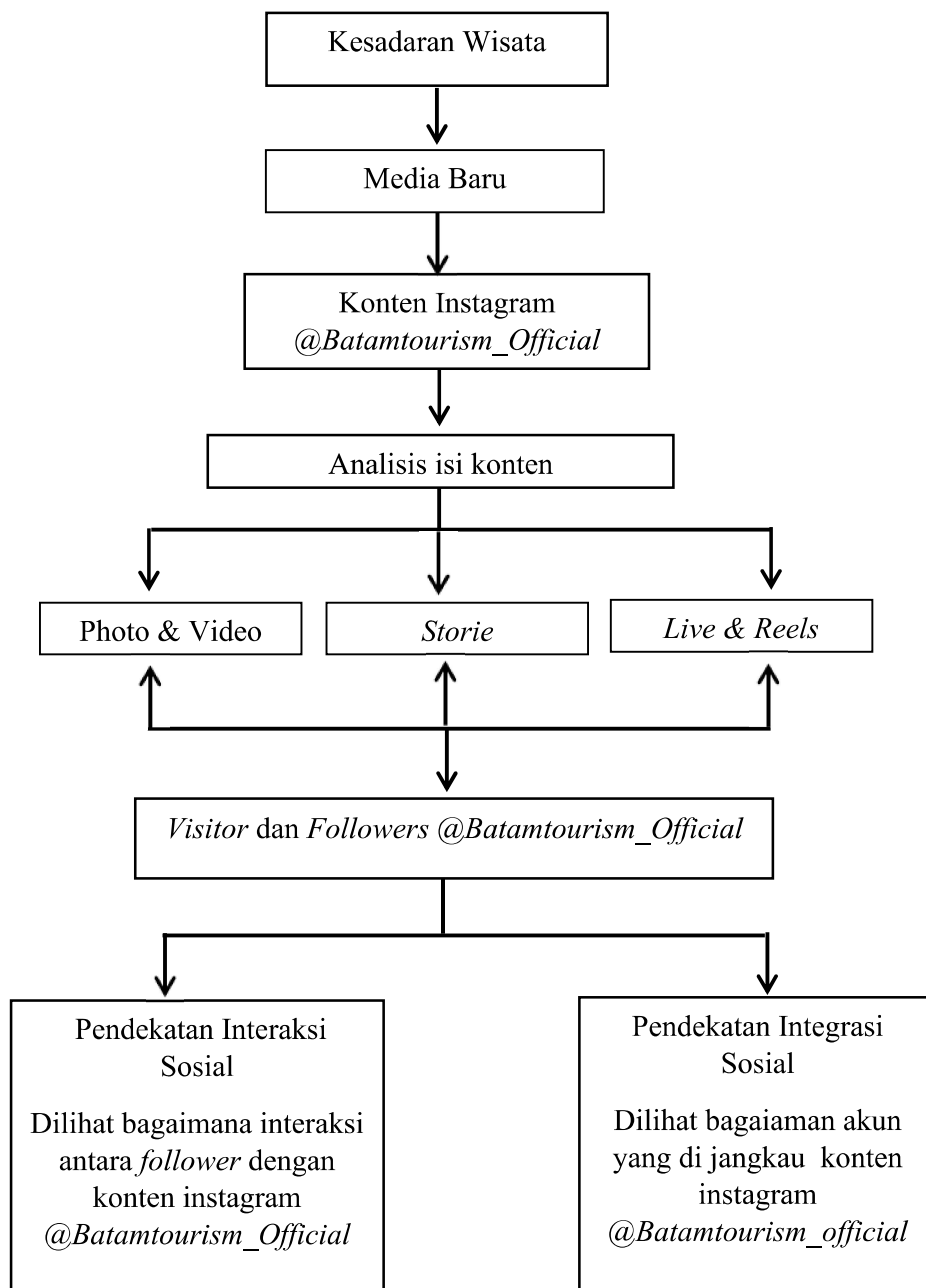 Kesadaran Wisata
Media Baru
Konten Instagram
@Batamtourism_Official
Analisis isi konten
Photo & Video
Storie
Live & Reels
Visitor dan Followers @Batamtourism_Official
Pendekatan Interaksi
Sosial
Dilihat bagaimana interaksi
antara follower dengan
konten instagram
@Batamtourism_Official
Pendekatan Integrasi
Sosial
Dilihat bagaiaman akun
yang di jangkau konten
instagram
@Batamtourism_official